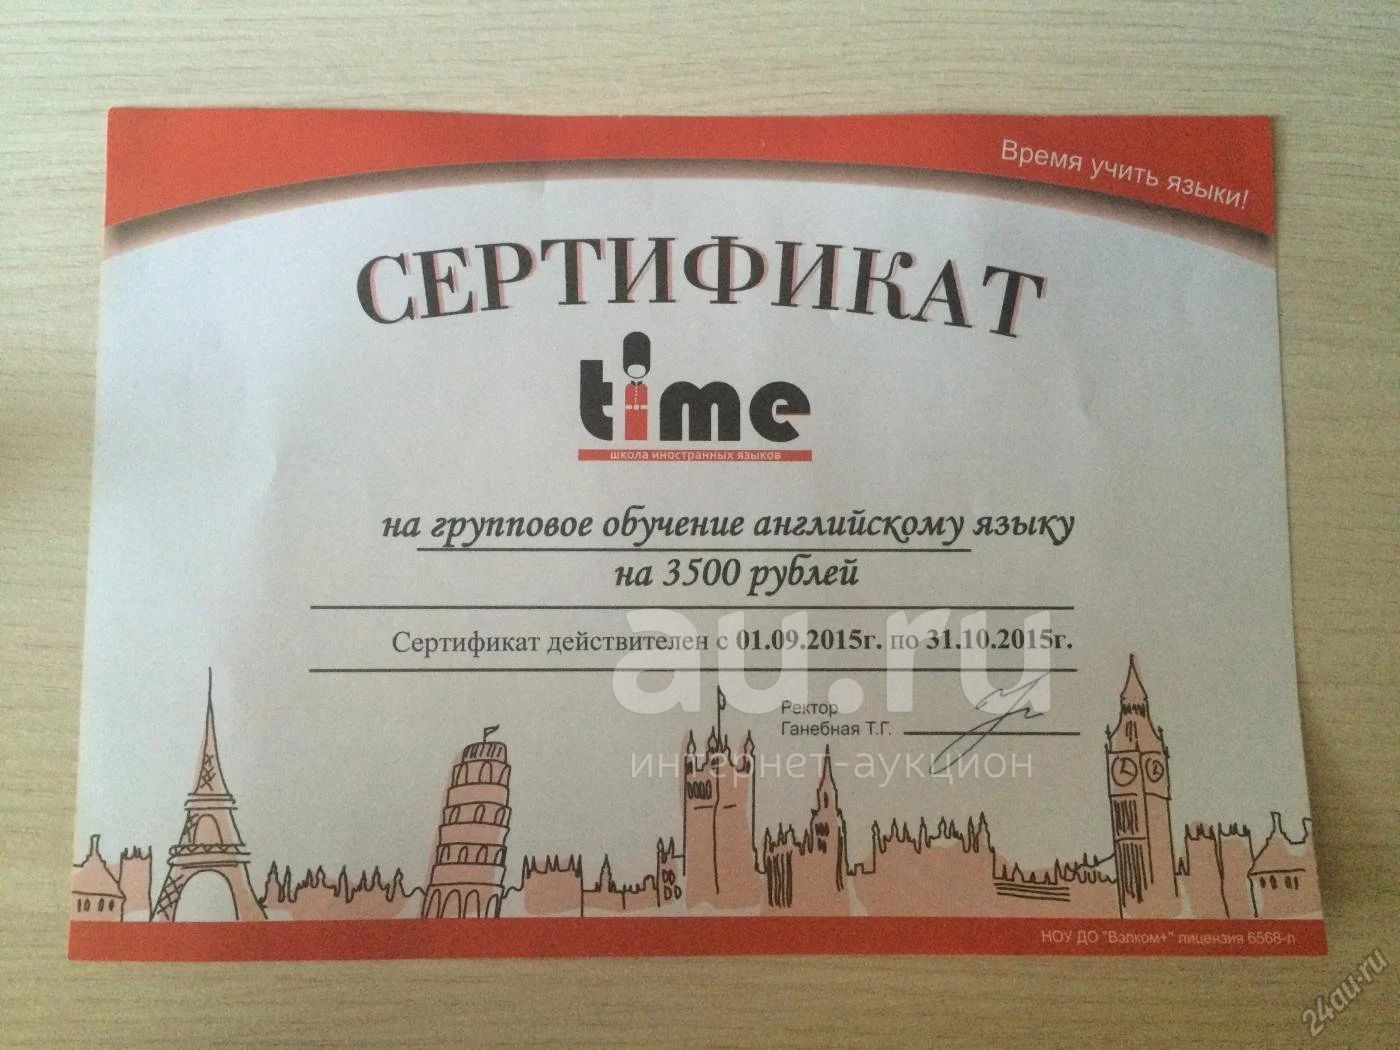 Время учить языки!
СЕРТИФИКАТ
time
школа иностранных языков
на групповое обучение английскому языку
на 3500 рублей
Сертификат действителен с 01.09.2015г. по 31.10.2015г.
au.ru
Ректор
Ганебная Т.Г.
интернет-аукцион
НОУ ДО "Вэлком+" лицензия 6568-л
24au.ru